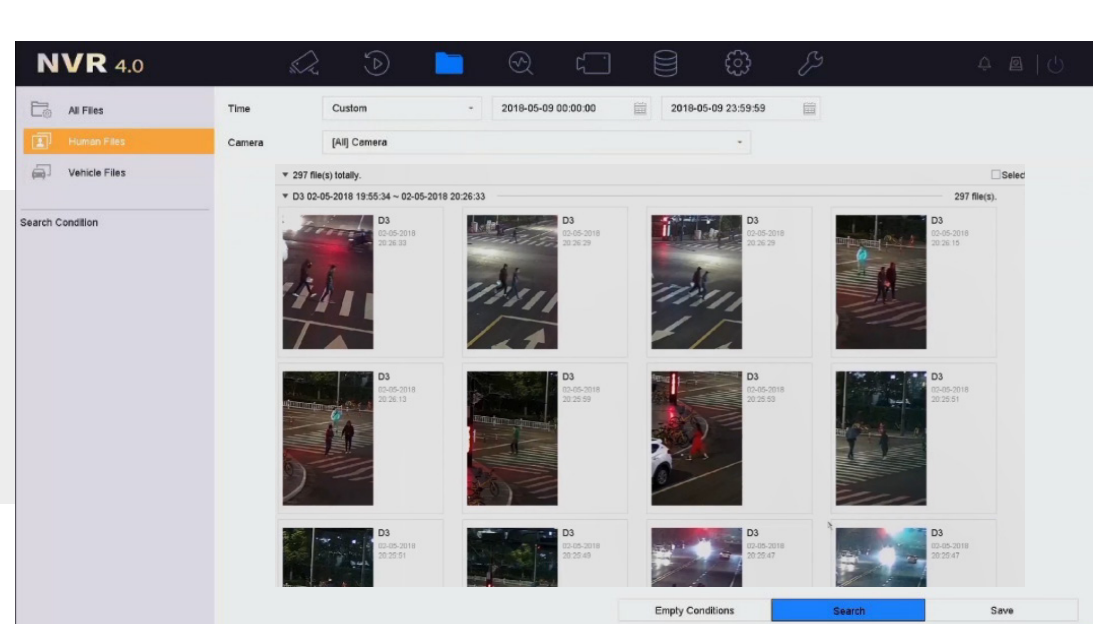 NVR 4.0
All Files
Human Files
Vehicle Files
Search Condition
Time Custom 2018-05-09 00:00:00 2018-05-09 23:59:59
Camera [All] Camera
297 file(s) totally. Selec
D3 02-05-2018 19:55:34 ~ 02-05-2018 20:26:33 297 file(s).
D3 D3 D3 D3
02-05-2018 02-05-2018 02-05-2018 02-05-2018
20:26:33 20:26:29 20:26:29 20:26:15
D3 D3 D3 D3
02-05-2018 02-05-2018 02-05-2018 02-05-2018
20:26:13 20:25:59 20:25:53 20:25:51
D3 D3 D3 D3
02-05-2018 02-05-2018 02-05-2018 02-05-2018
20:25:51 20:25:49 20:25:47 20:25:47
Empty Conditions Search Save